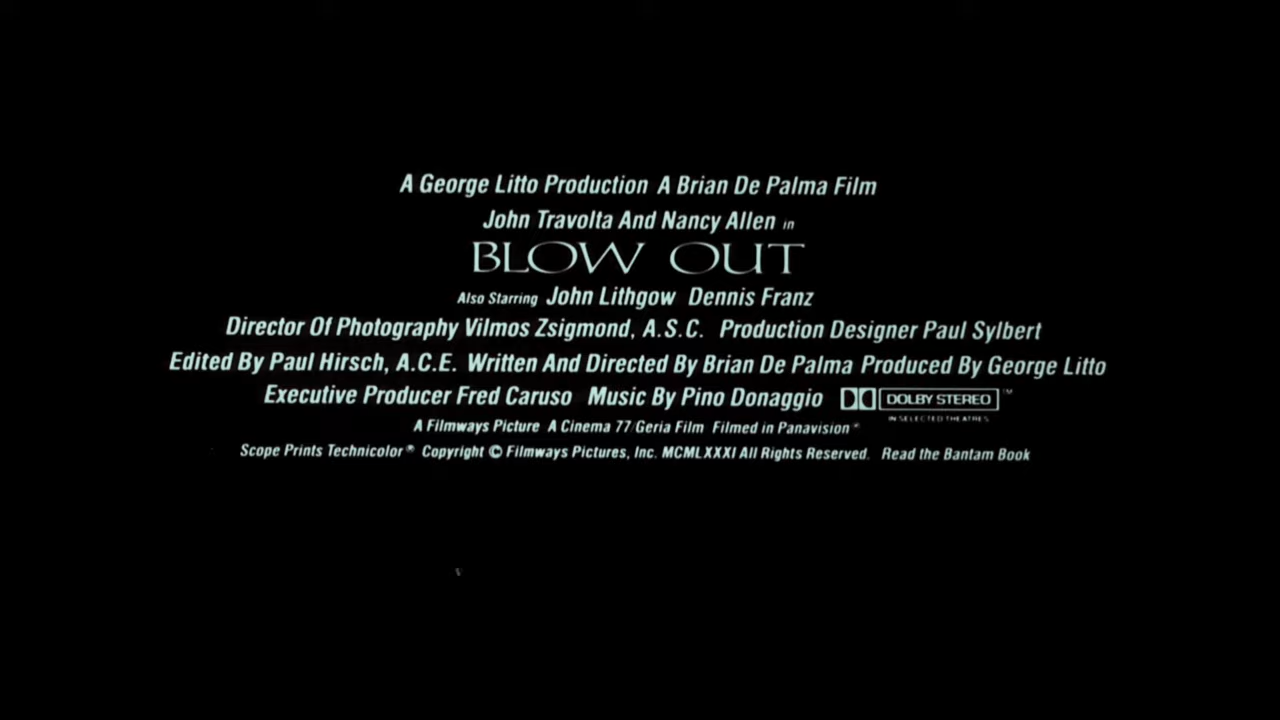 A George Litto Production A Brian De Palma Film
John Travolta And Nancy Allen in
BLOW OUT
Also Starring John Lithgow Dennis Franz
Director Of Photography Vilmos Zsigmond, A.S.C. Production Designer Paul Sylbert
Edited By Paul Hirsch, A.C.E. Written And Directed By Brian De Palma Produced By George Litto
Executive Producer Fred Caruso Music By Pino Donaggio DOLBY STEREO™
IN SELECTED THEATRES
A Filmways Picture A Cinema 77/Geria Film Filmed in Panavision®
Scope Prints Technicolor® Copyright © Filmways Pictures, Inc. MCMLXXXI All Rights Reserved. Read the Bantam Book